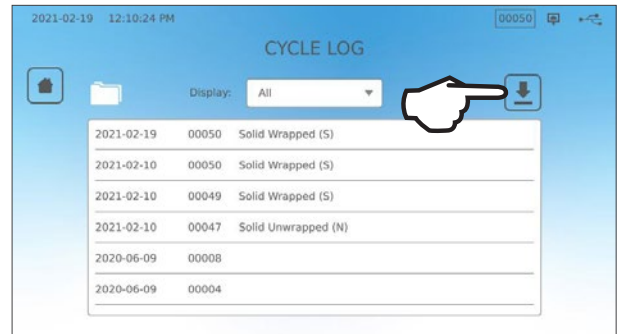 2021-02-19 12:10:24 PM 00050
CYCLE LOG
Display: All
2021-02-19 00050 Solid Wrapped (S)
2021-02-10 00050 Solid Wrapped (S)
2021-02-10 00049 Solid Wrapped (S)
2021-02-10 00047 Solid Unwrapped (N)
2020-06-09 00008
2020-06-09 00004